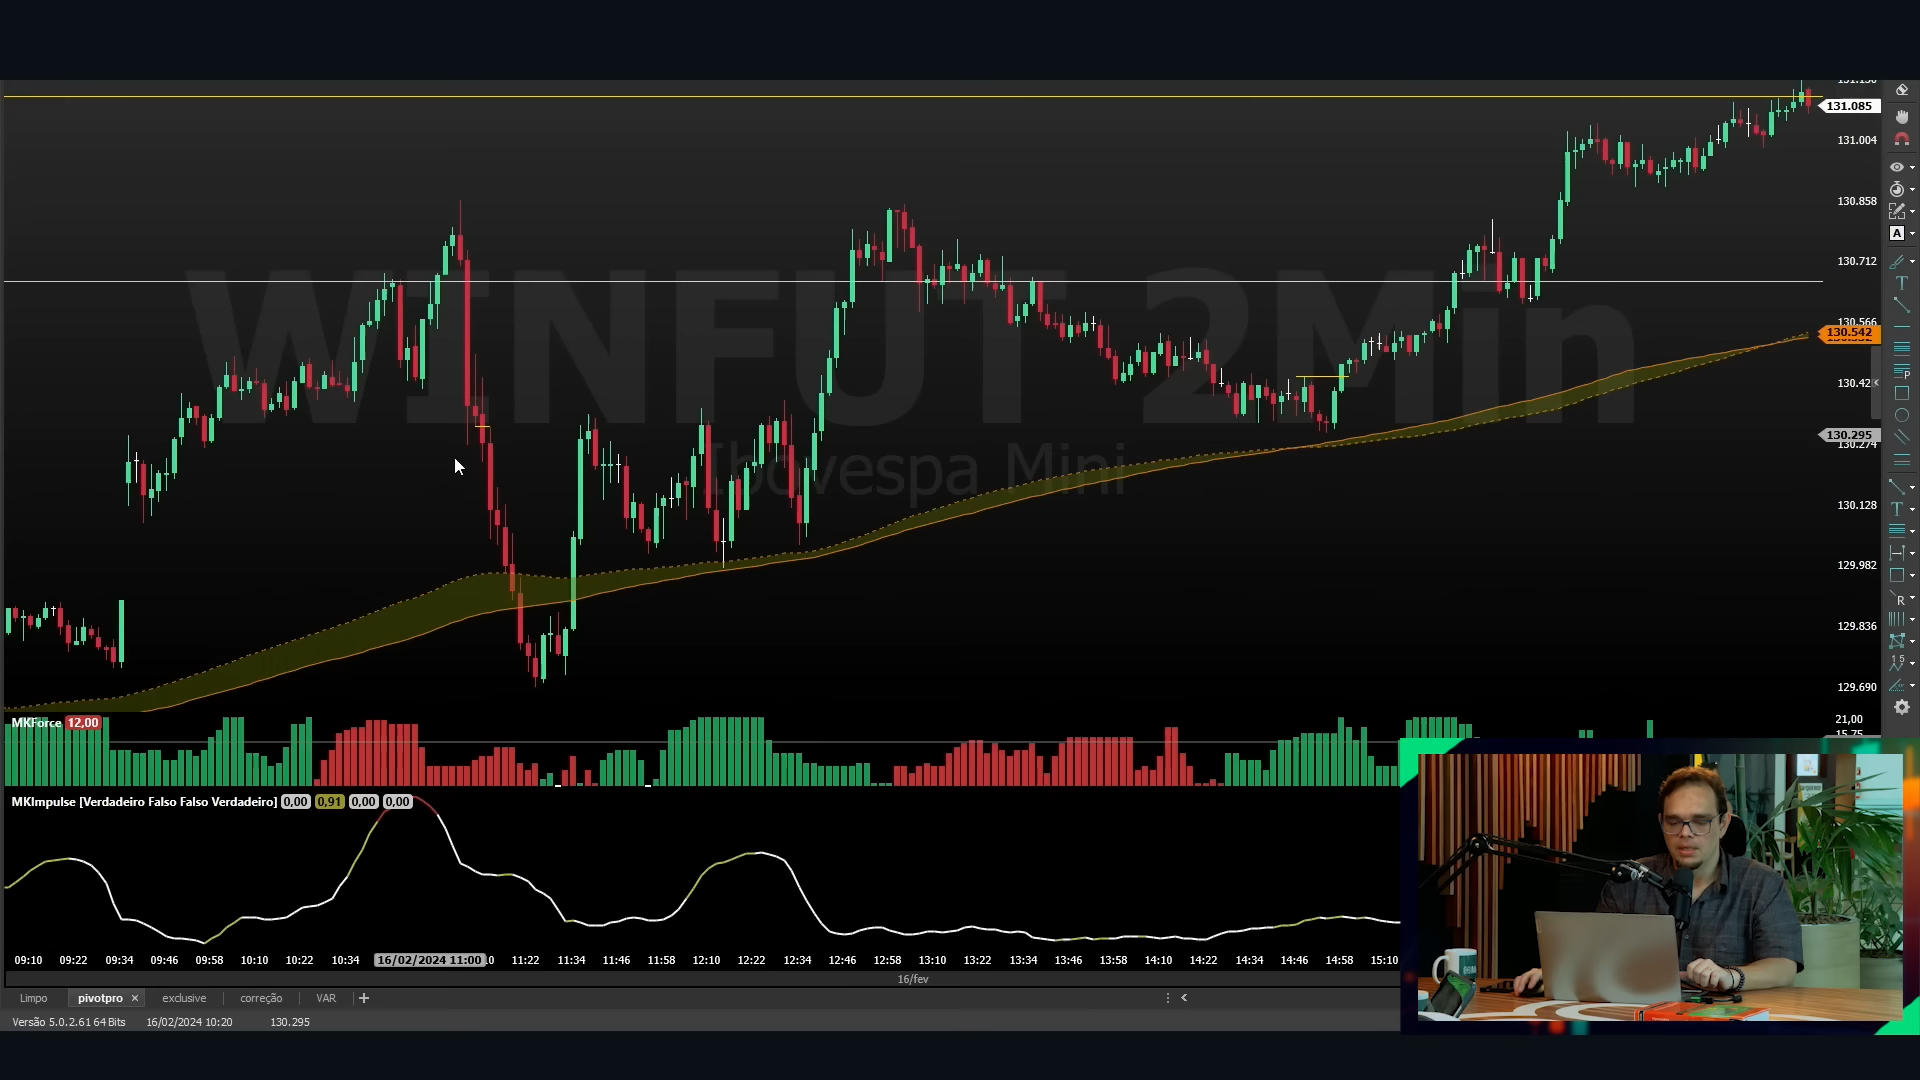 WINFUT 2Min
Ibovespa Mini
131.150
131.085
131.004
130.858
130.712
130.566
130.542
130.42
130.295
130.274
130.128
129.982
129.836
129.690
MKForce 12,00
21,00
15,75
MKImpulse [Verdadeiro Falso Falso Verdadeiro] 0,00 0,91 0,00 0,00
09:10 09:22 09:34 09:46 09:58 10:10 10:22 10:34 16/02/2024 11:00 11:22 11:34 11:46 11:58 12:10 12:22 12:34 12:46 12:58 13:10 13:22 13:34 13:46 13:58 14:10 14:22 14:34 14:46 14:58 15:10
16/fev
Limpo pivotpro × exclusive correção VAR +
Versão 5.0.2.61 64 Bits 16/02/2024 10:20 130.295